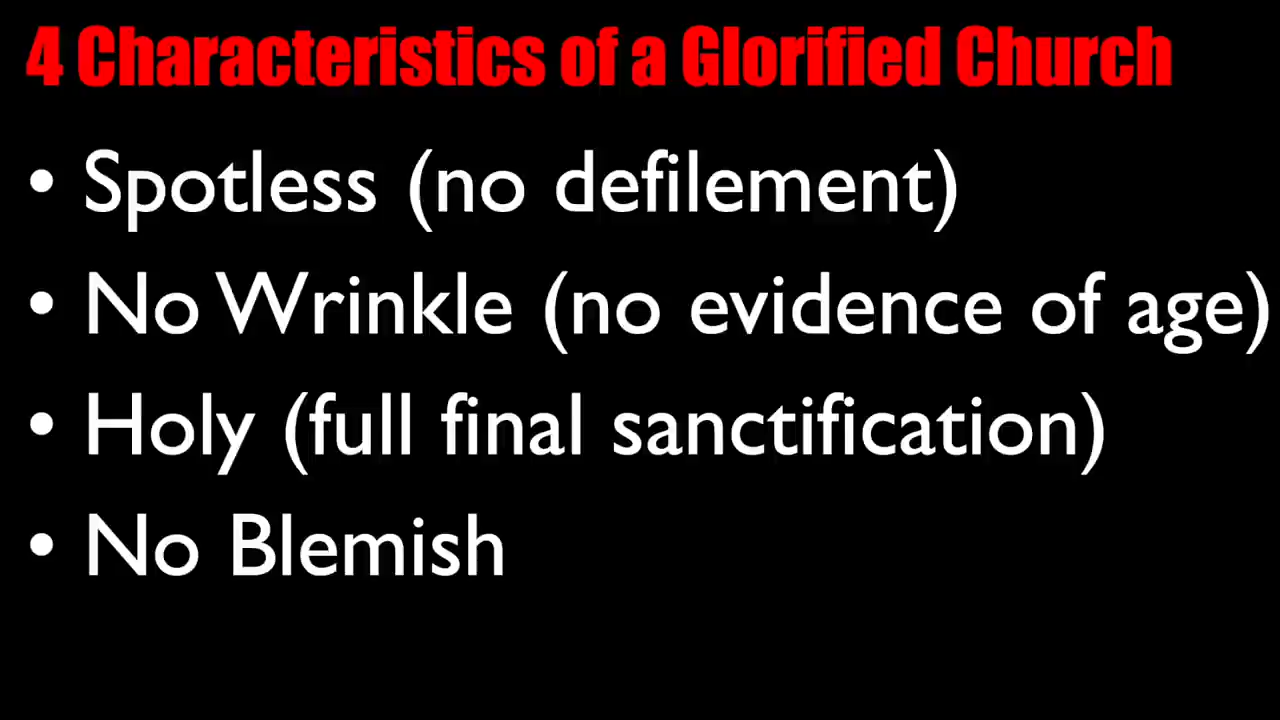 4 Characteristics of a Glorified Church
• Spotless (no defilement)
• No Wrinkle (no evidence of age)
• Holy (full final sanctification)
• No Blemish